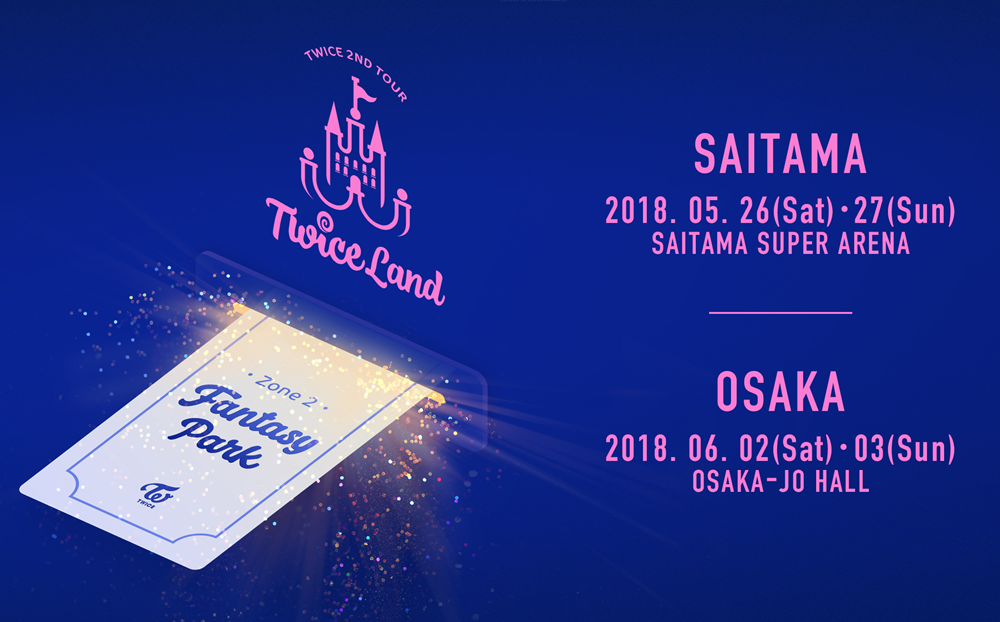 TWICE 2ND TOUR
TwiceLand
Zone 2
Fantasy
Park
TWICE
SAITAMA
2018. 05. 26(Sat)・27(Sun)
SAITAMA SUPER ARENA
OSAKA
2018. 06. 02(Sat)・03(Sun)
OSAKA-JO HALL